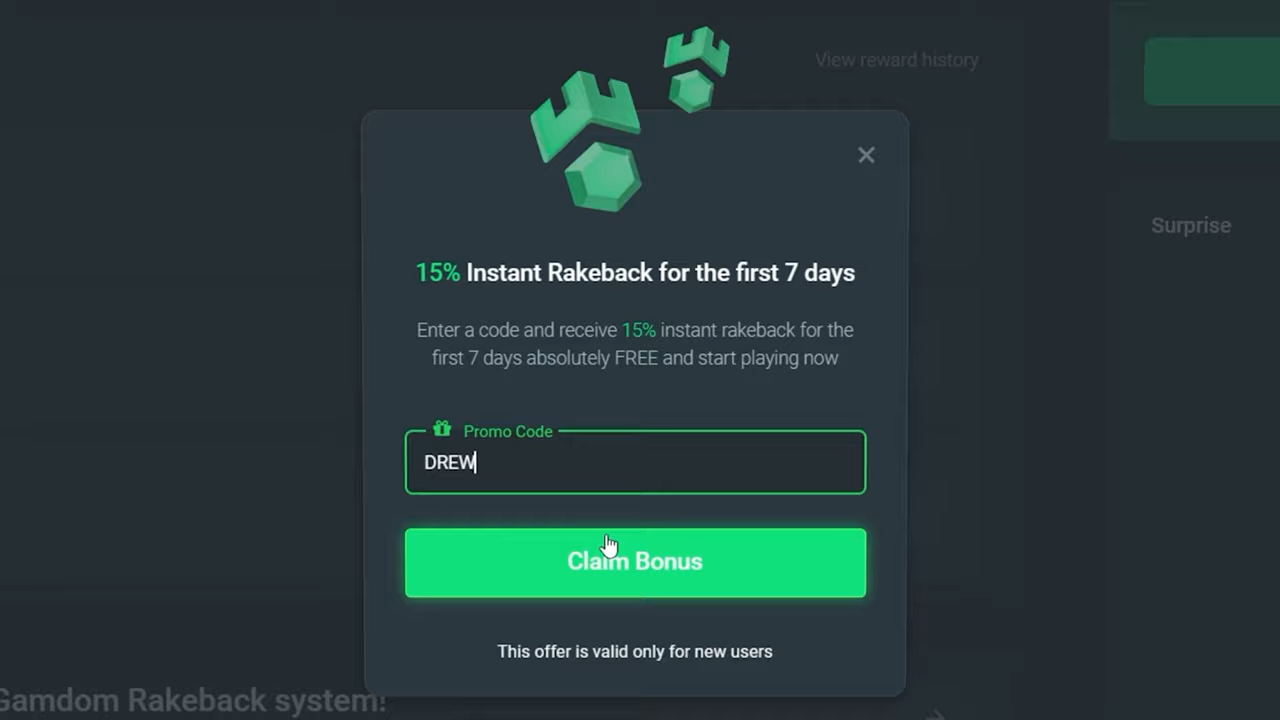 View reward history
Surprise
15% Instant Rakeback for the first 7 days
Enter a code and receive 15% instant rakeback for the
first 7 days absolutely FREE and start playing now
Promo Code
DREW
Claim Bonus
This offer is valid only for new users
Gamdom Rakeback system!